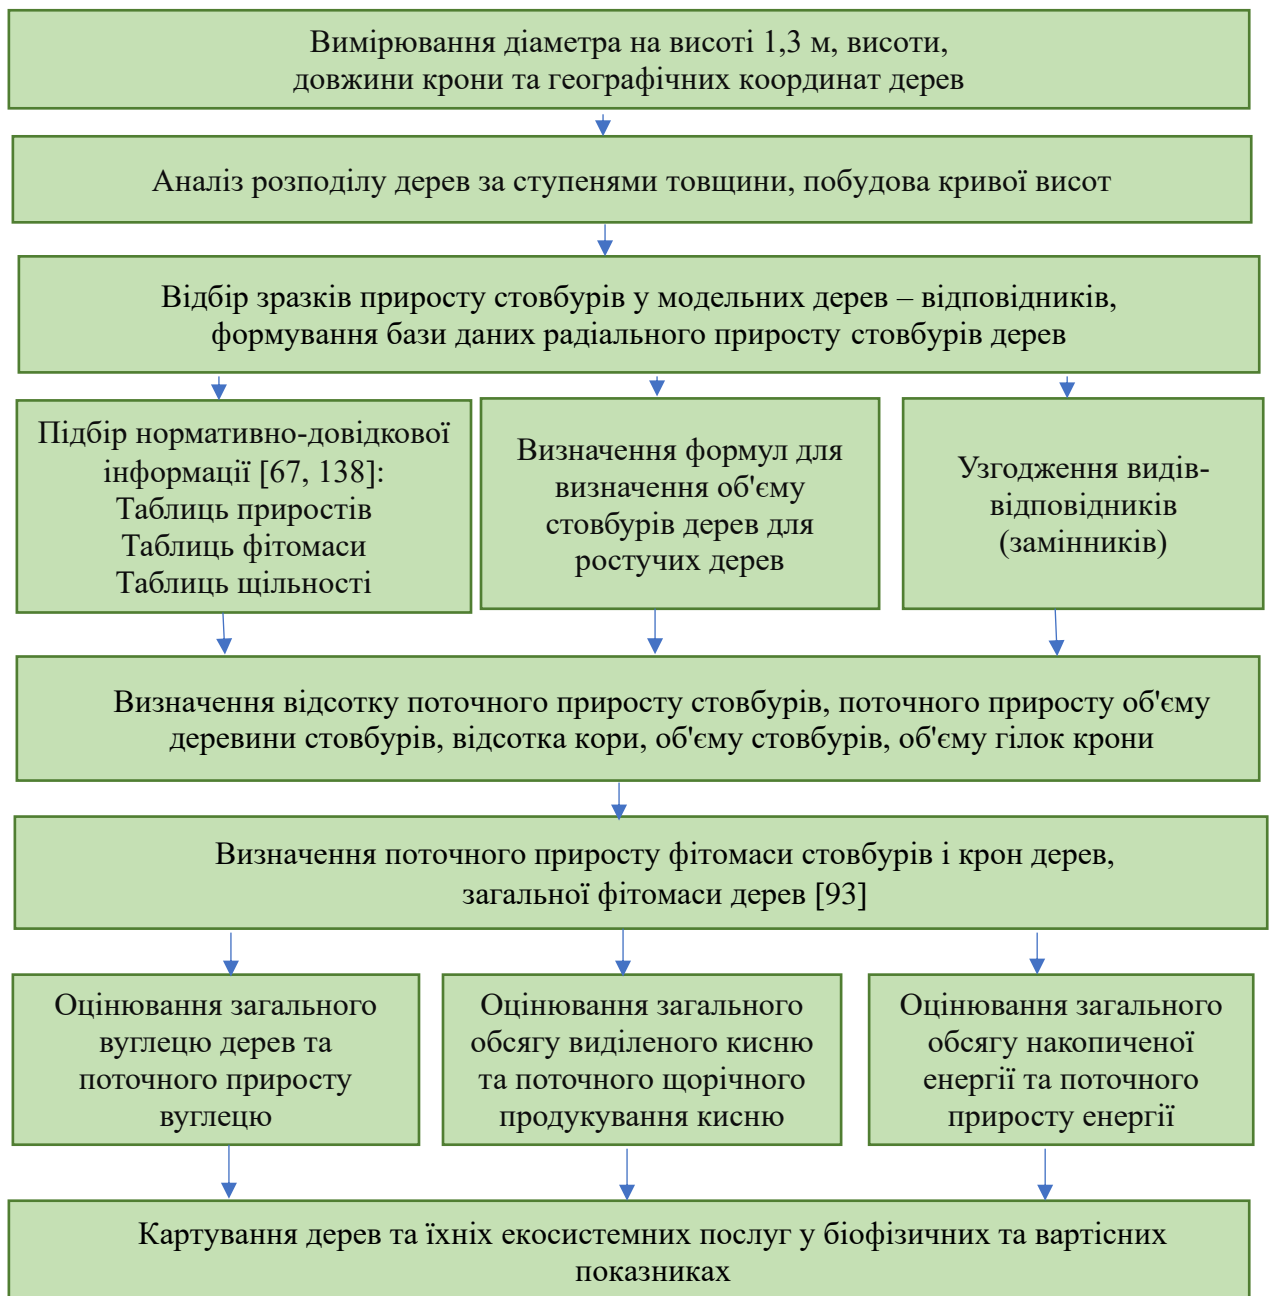 Вимірювання діаметра на висоті 1,3 м, висоти,
довжини крони та географічних координат дерев
Аналіз розподілу дерев за ступенями товщини, побудова кривої висот
Відбір зразків приросту стовбурів у модельних дерев – відповідників,
формування бази даних радіального приросту стовбурів дерев
Підбір нормативно-довідкової
інформації [67, 138]:
Таблиць приростів
Таблиць фітомаси
Таблиць щільності
Визначення формул для
визначення об'єму
стовбурів дерев для
ростучих дерев
Узгодження видів-
відповідників
(замінників)
Визначення відсотку поточного приросту стовбурів, поточного приросту об'єму
деревини стовбурів, відсотка кори, об'єму стовбурів, об'єму гілок крони
Визначення поточного приросту фітомаси стовбурів і крон дерев,
загальної фітомаси дерев [93]
Оцінювання загального
вуглецю дерев та
поточного приросту
вуглецю
Оцінювання загального
обсягу виділеного кисню
та поточного щорічного
продукування кисню
Оцінювання загального
обсягу накопиченої
енергії та поточного
приросту енергії
Картування дерев та їхніх екосистемних послуг у біофізичних та вартісних
показниках